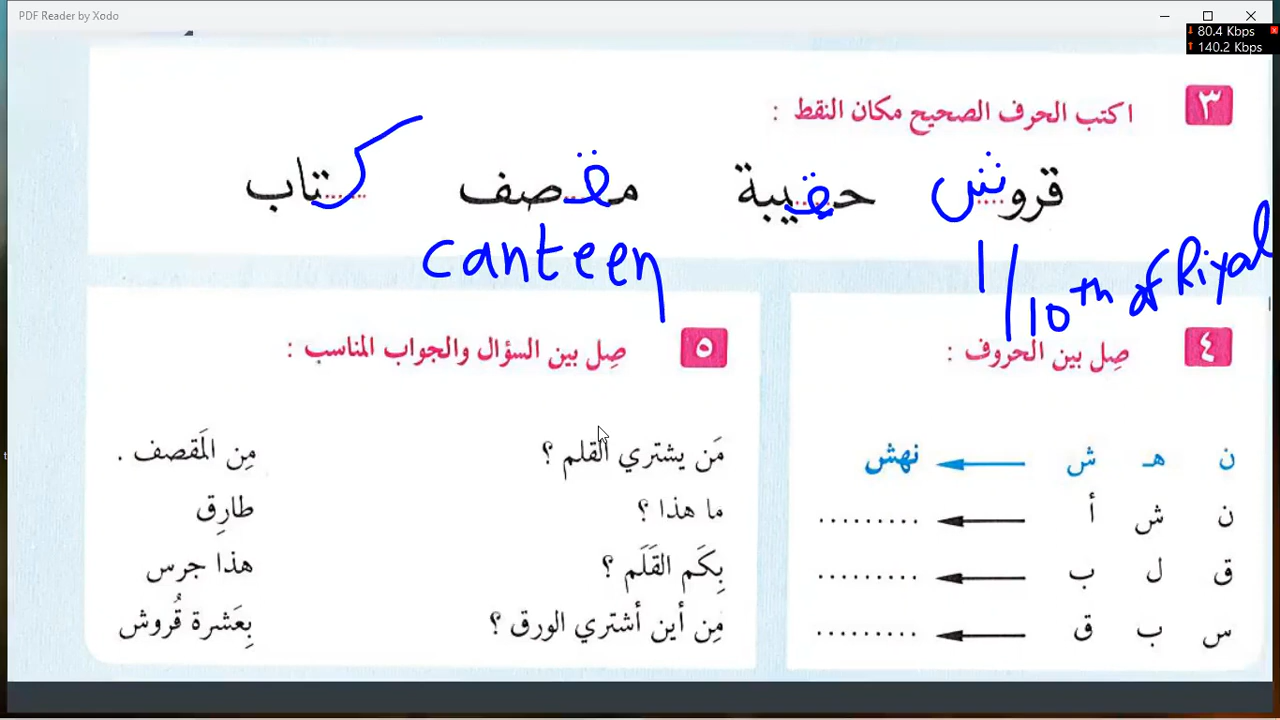 PDF Reader by Xodo
80.4 Kbps
140.2 Kbps
٣ اكتب الحرف الصحيح مكان النقط :
قروش حقيبة مقصف كتاب
canteen 1/10th of Riyal
٤ صِل بين الحروف :
ن هـ ش نهش
ن ش أ .........
ق ل ب .........
س ب ق .........
٥ صِل بين السؤال والجواب المناسب :
مَن يشتري القلم ؟ مِن المَقصف .
ما هذا ؟ طارِق
بِكَم القَلَم ؟ هذا جرس
مِن أين أشتري الورق ؟ بِعَشرة قُروش